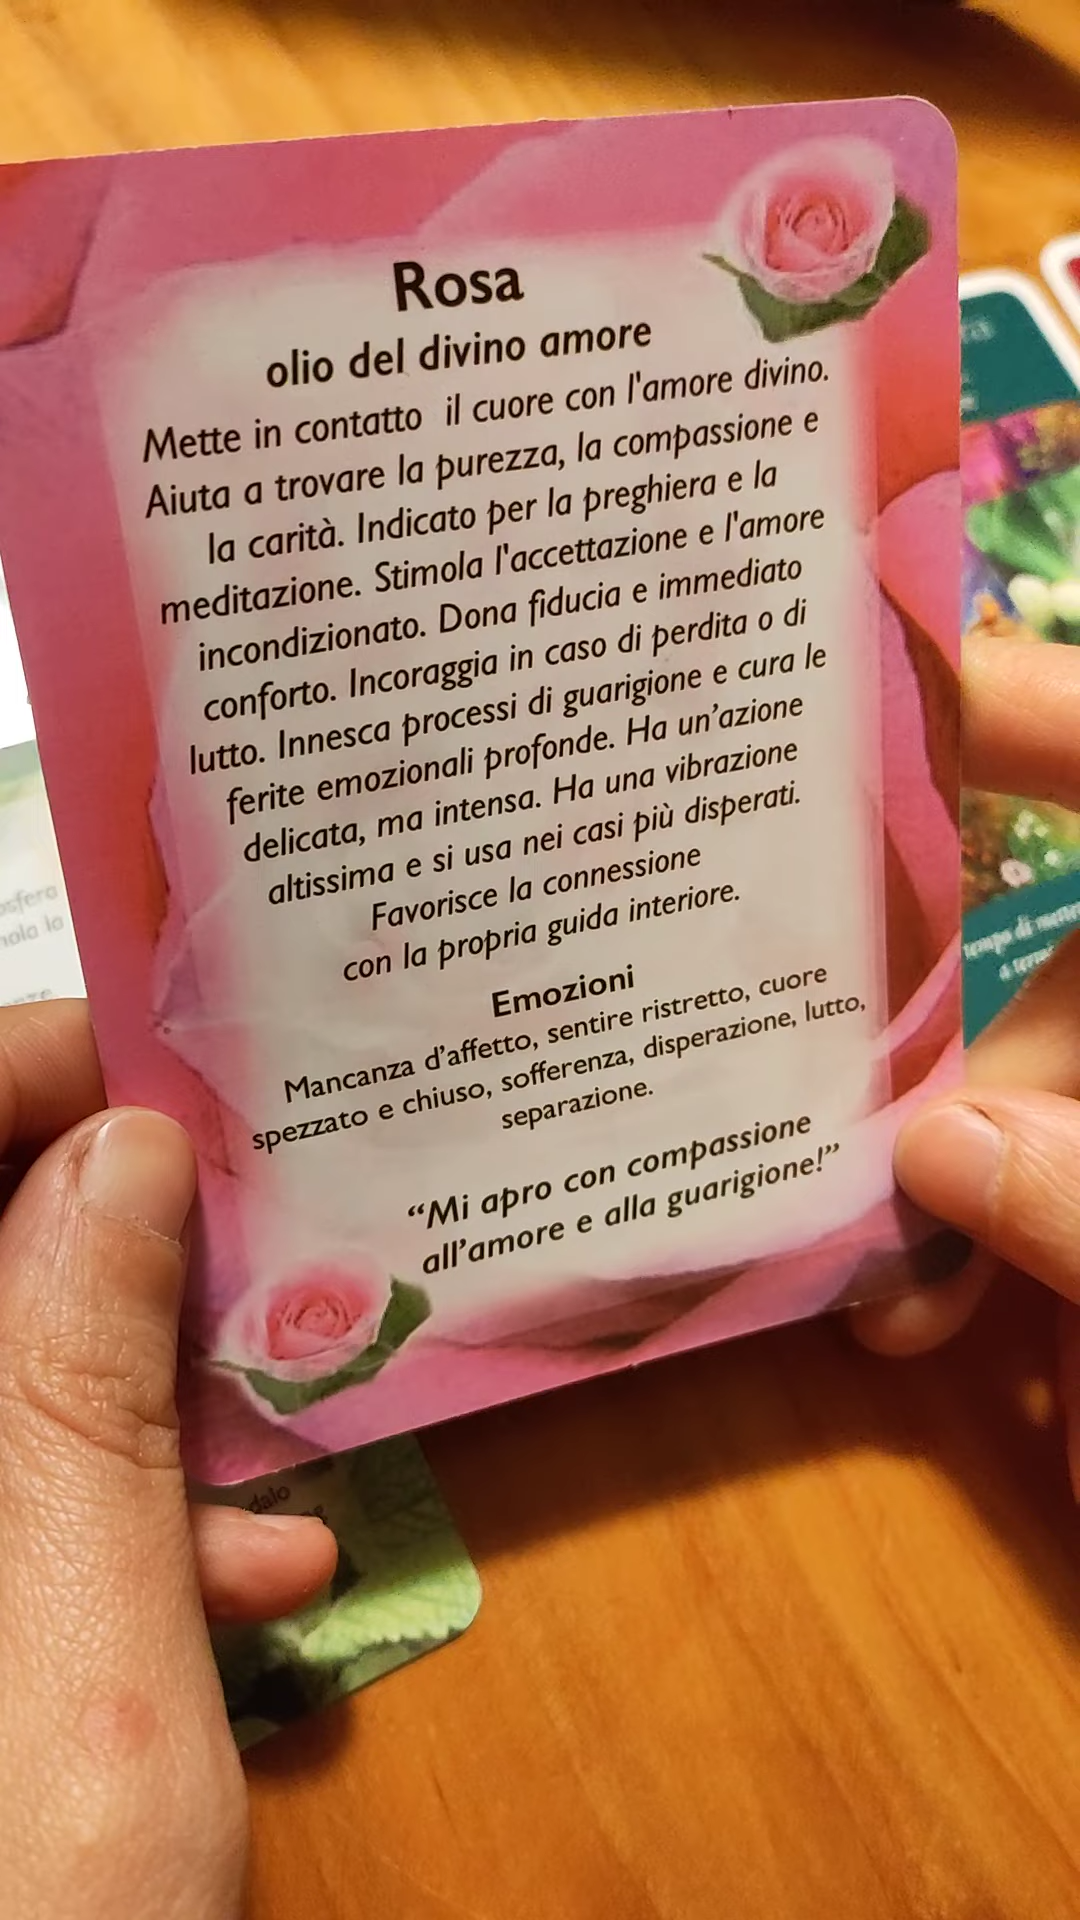 Rosa
olio del divino amore
Mette in contatto il cuore con l'amore divino.
Aiuta a trovare la purezza, la compassione e
la carità. Indicato per la preghiera e la
meditazione. Stimola l'accettazione e l'amore
incondizionato. Dona fiducia e immediato
conforto. Incoraggia in caso di perdita o di
lutto. Innesca processi di guarigione e cura le
ferite emozionali profonde. Ha un'azione
delicata, ma intensa. Ha una vibrazione
altissima e si usa nei casi più disperati.
Favorisce la connessione
con la propria guida interiore.
Emozioni
Mancanza d'affetto, sentire ristretto, cuore
spezzato e chiuso, sofferenza, disperazione, lutto,
separazione.
“Mi apro con compassione
all'amore e alla guarigione!”
tempo di